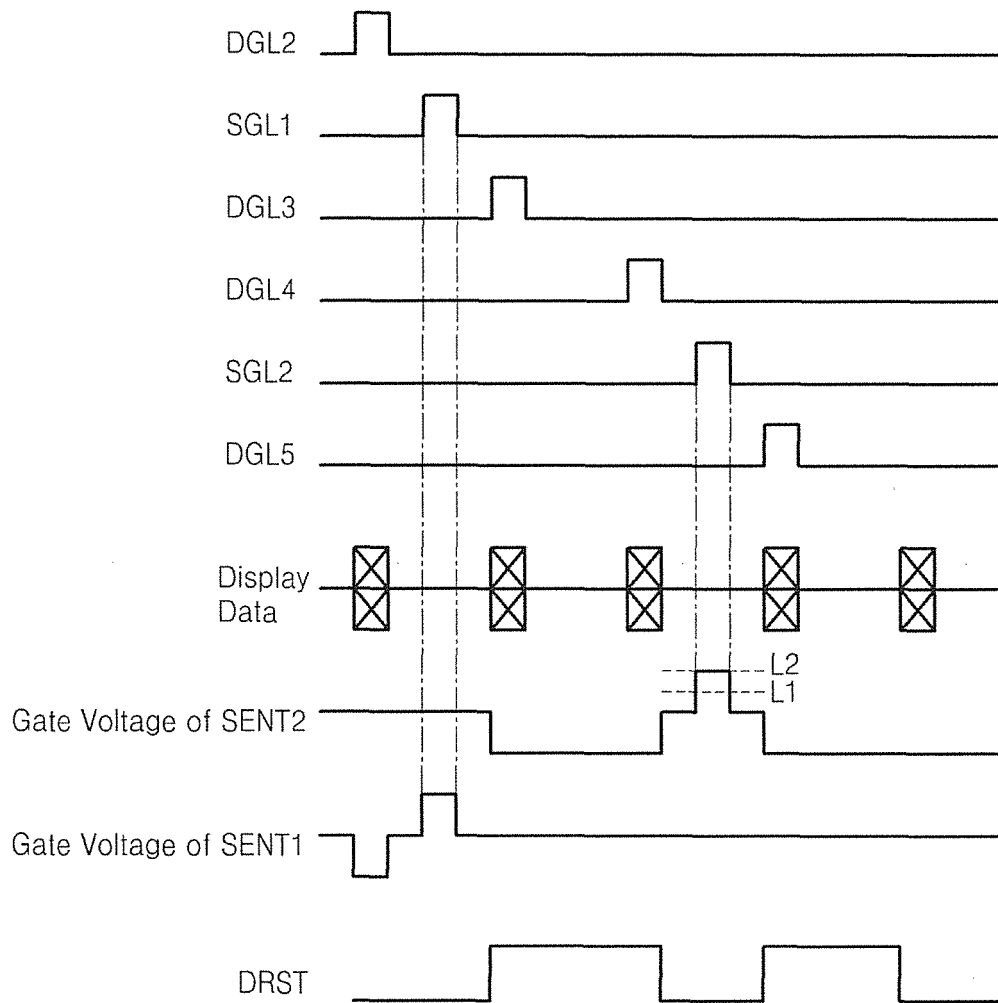 DGL2
SGL1
DGL3
DGL4
SGL2
DGL5
Display
Data
L2
L1
Gate Voltage of SENT2
Gate Voltage of SENT1
DRST